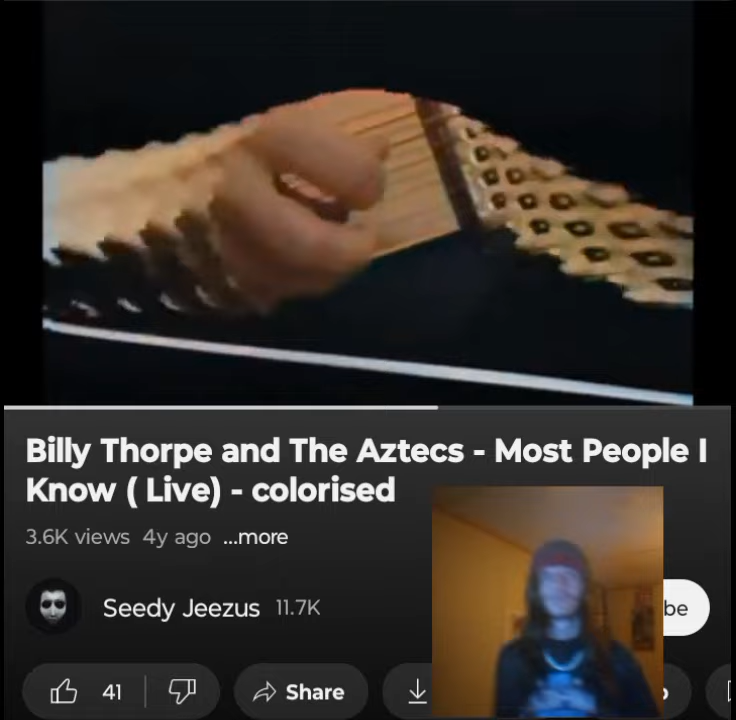 Billy Thorpe and The Aztecs - Most People I
Know ( Live) - colorised
3.6K views 4y ago ...more
Seedy Jeezus 11.7K
be
41 Share